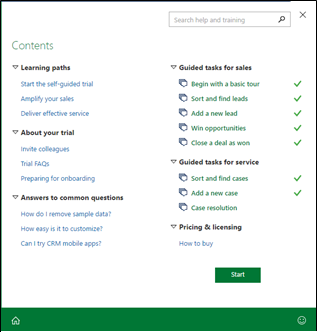 Search help and training
Contents
Learning paths
Start the self-guided trial
Amplify your sales
Deliver effective service
About your trial
Invite colleagues
Trial FAQs
Preparing for onboarding
Answers to common questions
How do I remove sample data?
How easy is it to customize?
Can I try CRM mobile apps?
Guided tasks for sales
Begin with a basic tour
Sort and find leads
Add a new lead
Win opportunities
Close a deal as won
Guided tasks for service
Sort and find cases
Add a new case
Case resolution
Pricing & licensing
How to buy
Start